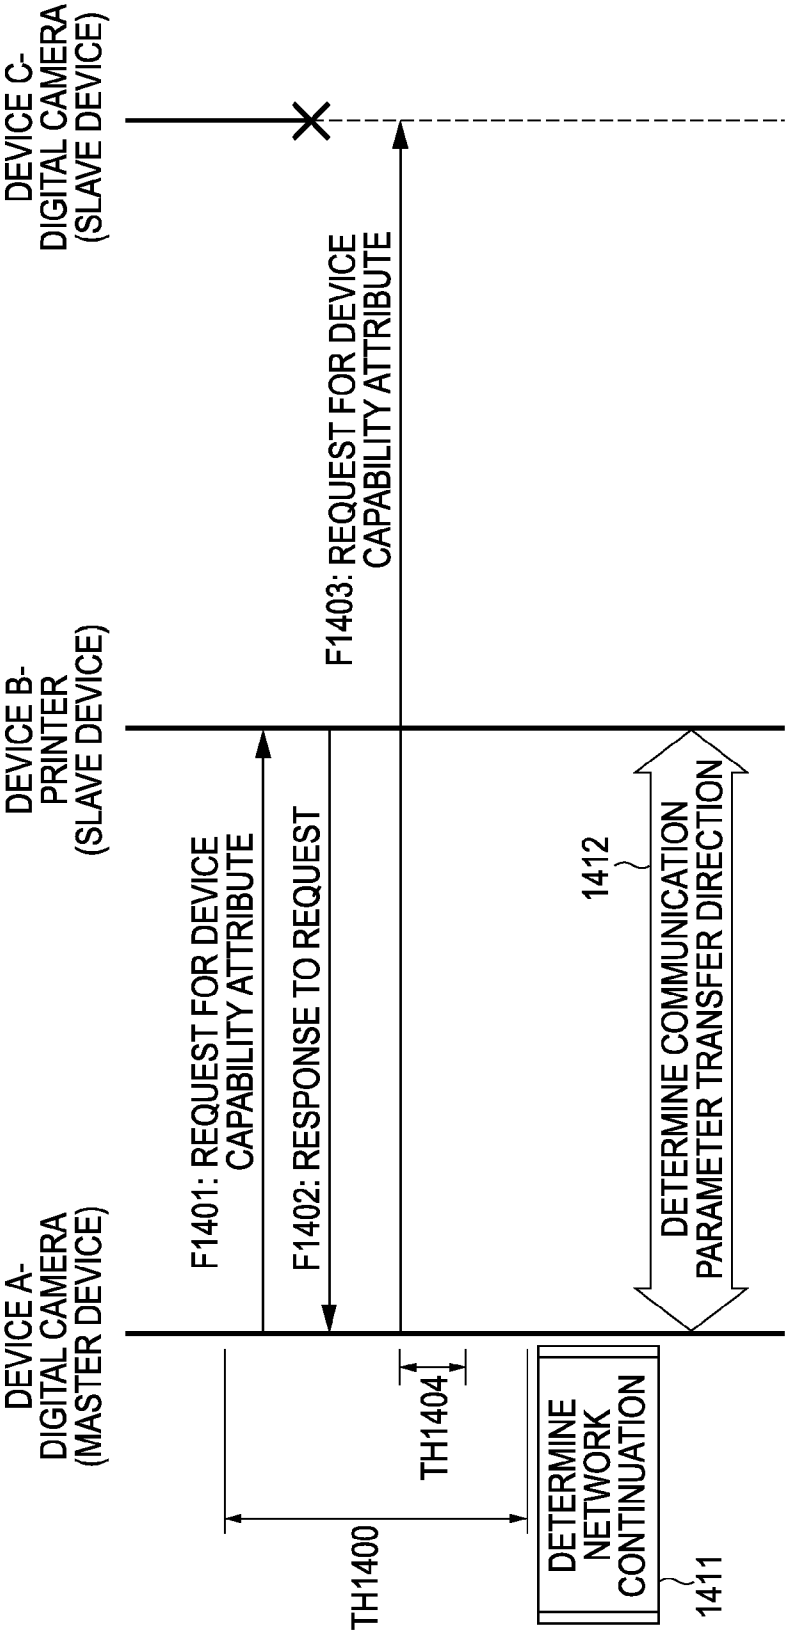 DEVICE A-
DIGITAL CAMERA
(MASTER DEVICE)
DEVICE B-
PRINTER
(SLAVE DEVICE)
DEVICE C-
DIGITAL CAMERA
(SLAVE DEVICE)
F1401: REQUEST FOR DEVICE
CAPABILITY ATTRIBUTE
F1402: RESPONSE TO REQUEST
F1403: REQUEST FOR DEVICE
CAPABILITY ATTRIBUTE
TH1400
TH1404
DETERMINE
NETWORK
CONTINUATION
1411
1412
DETERMINE COMMUNICATION
PARAMETER TRANSFER DIRECTION